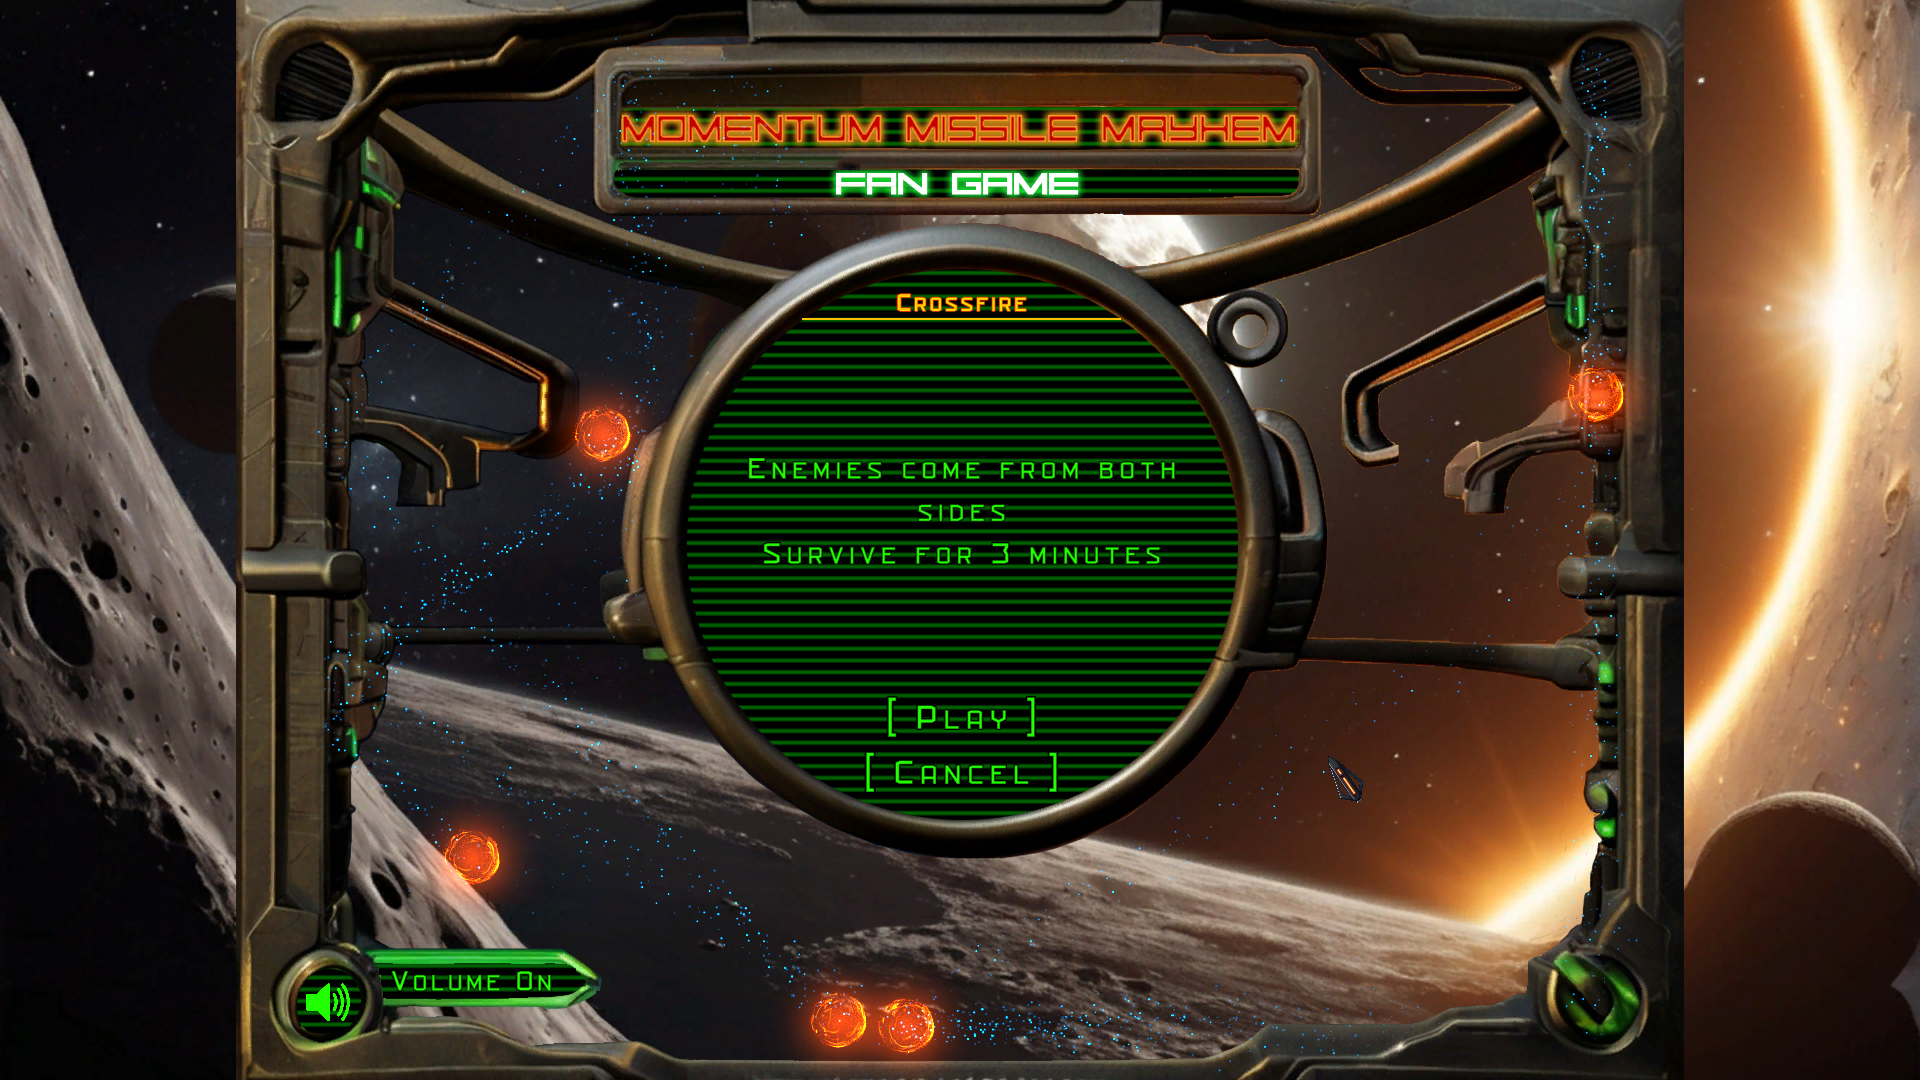 MOMENTUM MISSILE MAYHEM
FAN GAME
Crossfire
Enemies come from both
sides
Survive for 3 minutes
[ Play ]
[ Cancel ]
Volume On